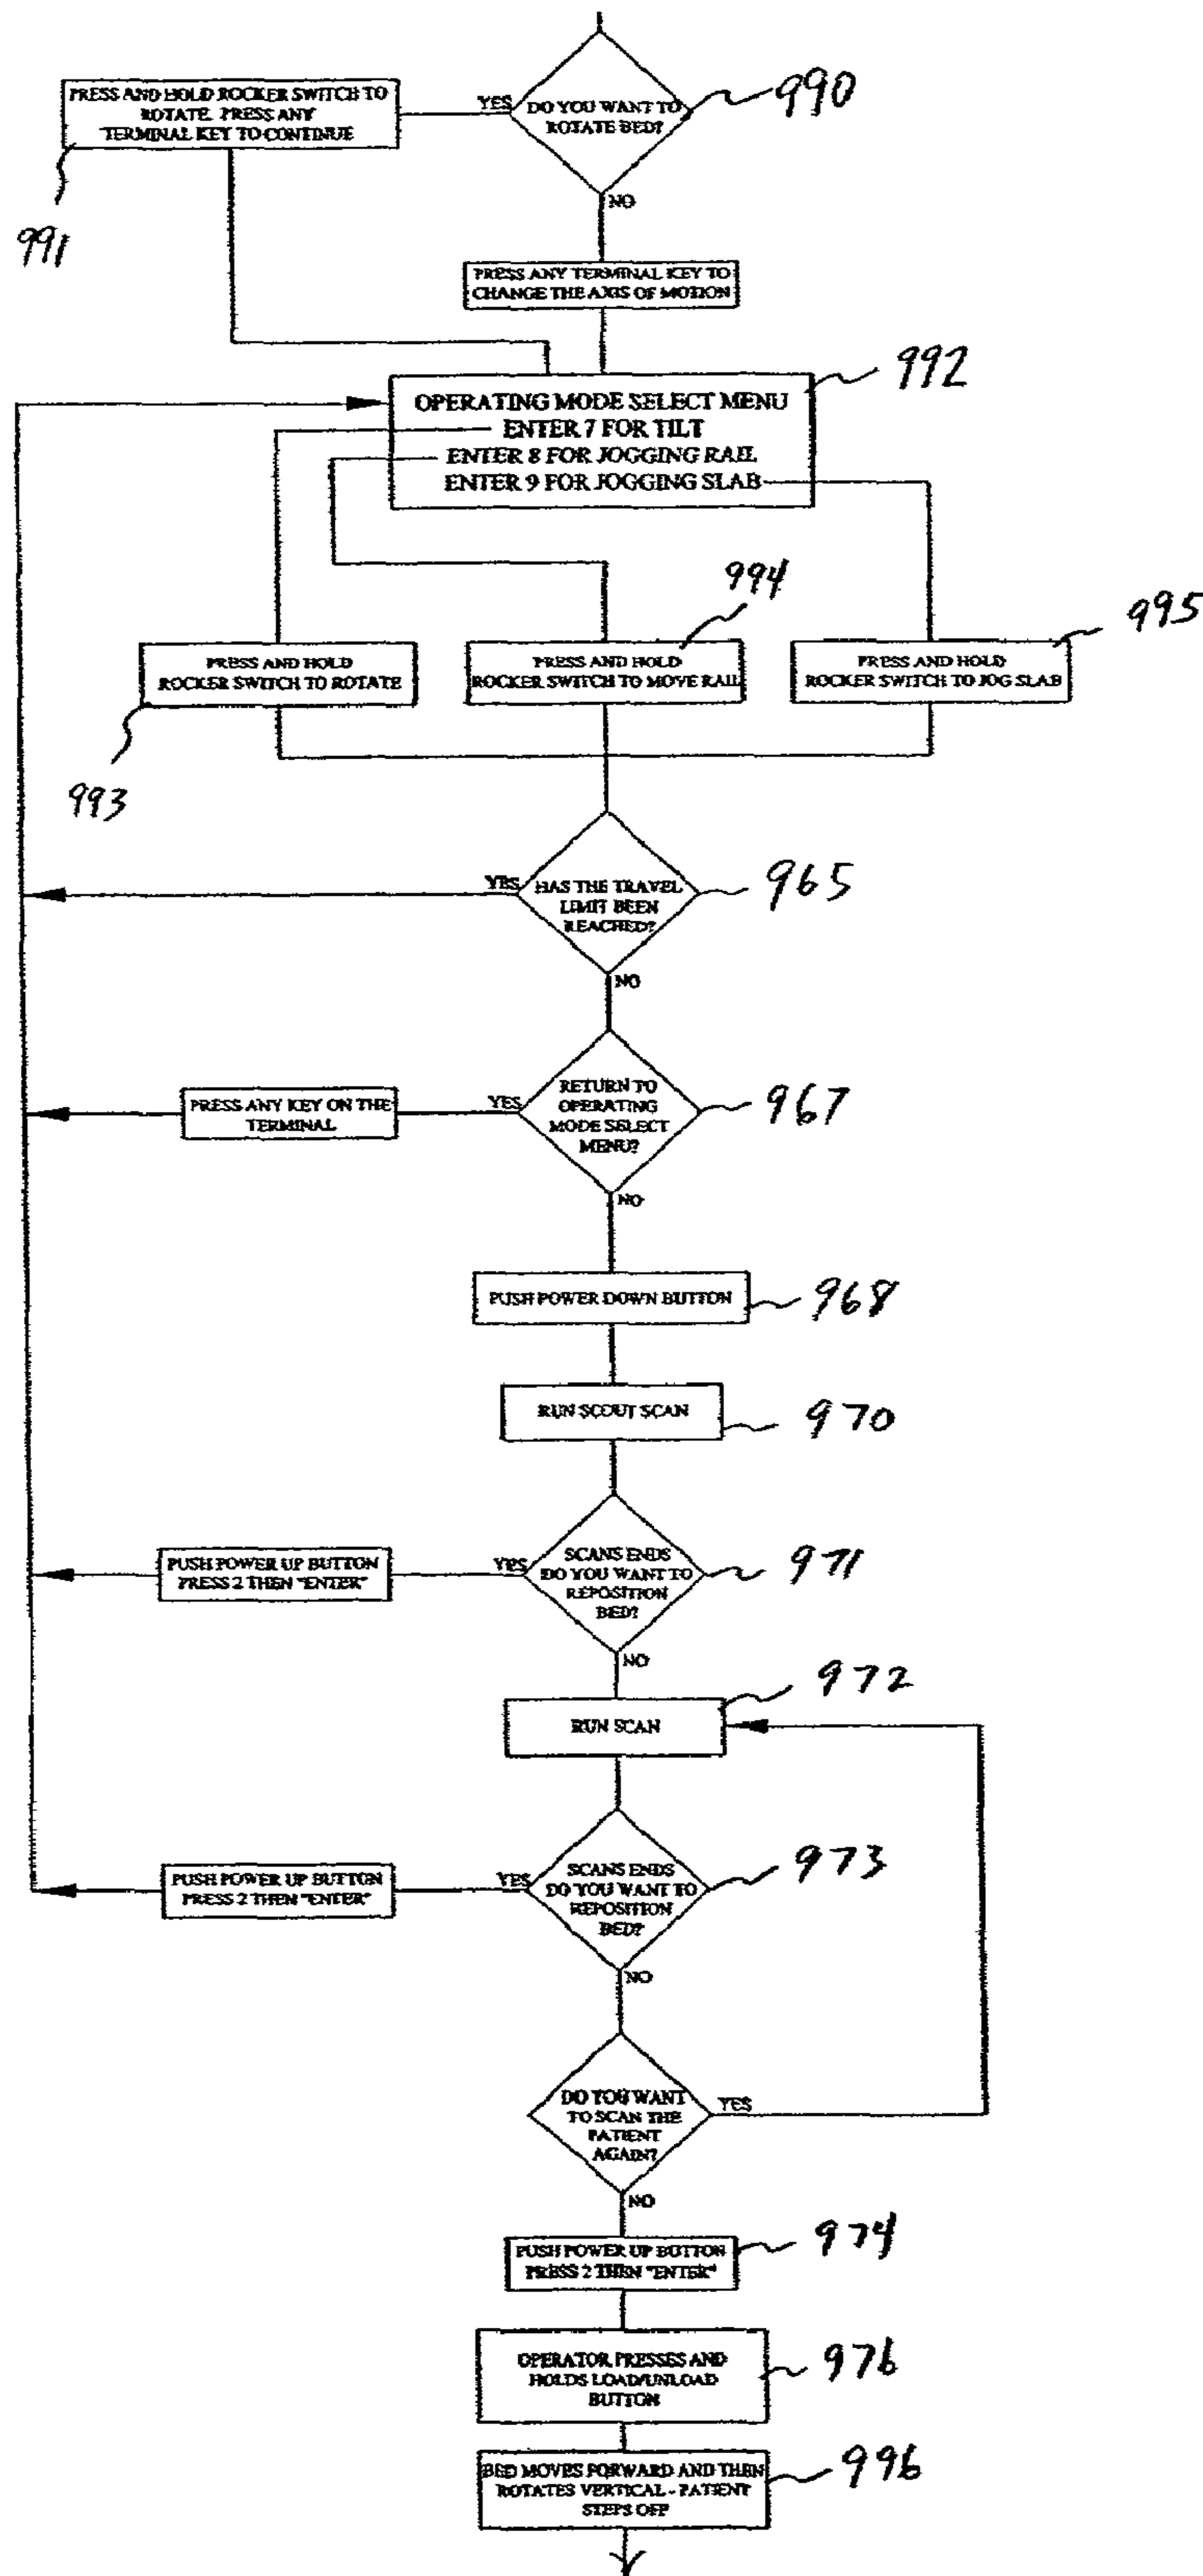 DO YOU WANT TO
ROTATE BED?
990
YES
PRESS AND HOLD ROCKER SWITCH TO
ROTATE. PRESS ANY
TERMINAL KEY TO CONTINUE
991
NO
PRESS ANY TERMINAL KEY TO
CHANGE THE AXIS OF MOTION
992
OPERATING MODE SELECT MENU
ENTER 7 FOR TILT
ENTER 8 FOR JOGGING RAIL
ENTER 9 FOR JOGGING SLAB
PRESS AND HOLD
ROCKER SWITCH TO ROTATE
993
994
PRESS AND HOLD
ROCKER SWITCH TO MOVE RAIL
995
PRESS AND HOLD
ROCKER SWITCH TO JOG SLAB
YES
HAS THE TRAVEL
LIMIT BEEN
REACHED?
965
NO
PRESS ANY KEY ON THE
TERMINAL
YES
RETURN TO
OPERATING
MODE SELECT
MENU?
967
NO
PUSH POWER DOWN BUTTON
968
RUN SCOUT SCAN
970
PUSH POWER UP BUTTON
PRESS 2 THEN "ENTER"
YES
SCANS ENDS
DO YOU WANT TO
REPOSITION
BED?
971
NO
RUN SCAN
972
PUSH POWER UP BUTTON
PRESS 2 THEN "ENTER"
YES
SCANS ENDS
DO YOU WANT TO
REPOSITION
BED?
973
NO
DO YOU WANT
TO SCAN THE
PATIENT
AGAIN?
YES
NO
PUSH POWER UP BUTTON
PRESS 2 THEN "ENTER"
974
OPERATOR PRESSES AND
HOLDS LOAD/UNLOAD
BUTTON
976
BED MOVES FORWARD AND THEN
ROTATES VERTICAL - PATIENT
STEPS OFF
996